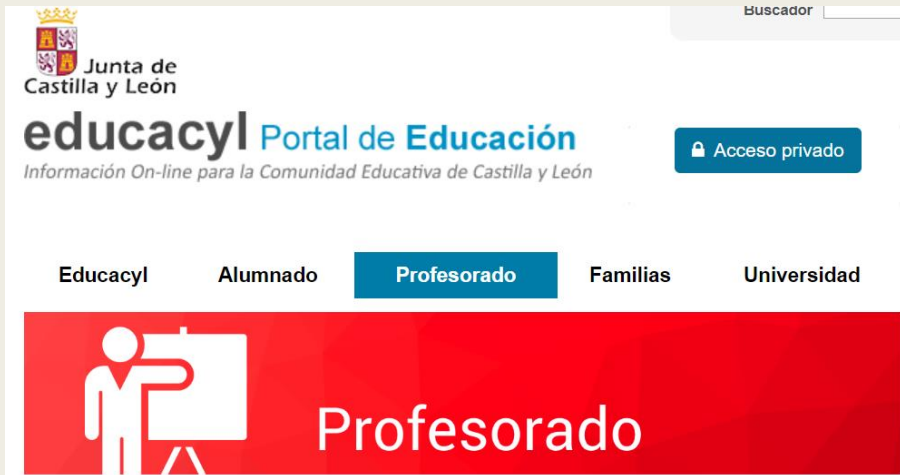 Buscador
Junta de
Castilla y León
educacyl Portal de Educación
Información On-line para la Comunidad Educativa de Castilla y León
Acceso privado
Educacyl Alumnado Profesorado Familias Universidad
Profesorado